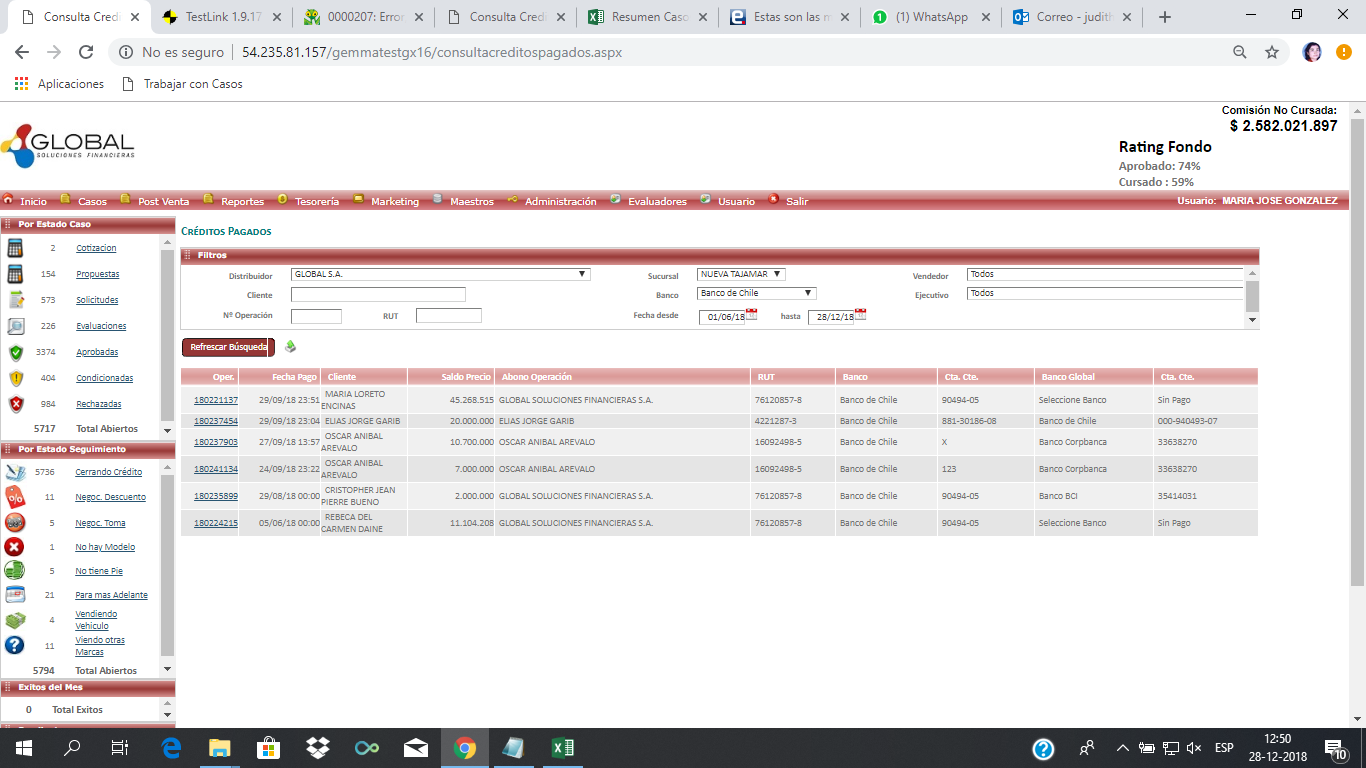 Consulta Credi
TestLink 1.9.17
0000207: Error
Consulta Credi
Resumen Caso
Estas son las m
(1) WhatsApp
Correo - judith
No es seguro
54.235.81.157/gemmatestgx16/consultacreditospagados.aspx
Aplicaciones
Trabajar con Casos
Comisión No Cursada:
$ 2.582.021.897
GLOBAL
SOLUCIONES FINANCIERAS
Rating Fondo
Aprobado: 74%
Cursado : 59%
Inicio Casos Post Venta Reportes Tesorería Marketing Maestros Administración Evaluadores Usuario Salir
Usuario: MARIA JOSE GONZALEZ
Por Estado Caso
2 Cotizacion
154 Propuestas
573 Solicitudes
226 Evaluaciones
3374 Aprobadas
404 Condicionadas
984 Rechazadas
5717 Total Abiertos
Por Estado Seguimiento
5736 Cerrando Crédito
11 Negoc. Descuento
5 Negoc. Toma
1 No hay Modelo
5 No tiene Pie
21 Para mas Adelante
4 Vendiendo Vehículo
11 Viendo otras Marcas
5794 Total Abiertos
Exitos del Mes
0 Total Exitos
CRÉDITOS PAGADOS
Filtros
Distribuidor GLOBAL S.A. Sucursal NUEVA TAJAMAR Vendedor Todos
Cliente Banco Banco de Chile Ejecutivo Todos
Nº Operación RUT Fecha desde 01/06/18 hasta 28/12/18
Refrescar Búsqueda
Oper. Fecha Pago Cliente Saldo Precio Abono Operación RUT Banco Cta. Cte. Banco Global Cta. Cte.
180221137 29/09/18 23:51 MARIA LORETO ENCINAS 45.268.515 GLOBAL SOLUCIONES FINANCIERAS S.A. 76120857-8 Banco de Chile 90494-05 Seleccione Banco Sin Pago
180237454 29/09/18 23:04 ELIAS JORGE GARIB 20.000.000 ELIAS JORGE GARIB 4221287-3 Banco de Chile 881-30186-08 Banco de Chile 000-940493-07
180237903 27/09/18 13:57 OSCAR ANIBAL AREVALO 10.700.000 OSCAR ANIBAL AREVALO 16092498-5 Banco de Chile X Banco Corpbanca 33638270
180241134 24/09/18 23:22 OSCAR ANIBAL AREVALO 7.000.000 OSCAR ANIBAL AREVALO 16092498-5 Banco de Chile 123 Banco Corpbanca 33638270
180235899 29/08/18 00:00 CRISTOPHER JEAN PIERRE BUENO 2.000.000 GLOBAL SOLUCIONES FINANCIERAS S.A. 76120857-8 Banco de Chile 90494-05 Banco BCI 35414031
180224215 05/06/18 00:00 REBECA DEL CARMEN DAINE 11.104.208 GLOBAL SOLUCIONES FINANCIERAS S.A. 76120857-8 Banco de Chile 90494-05 Seleccione Banco Sin Pago
ESP
12:50
28-12-2018
10